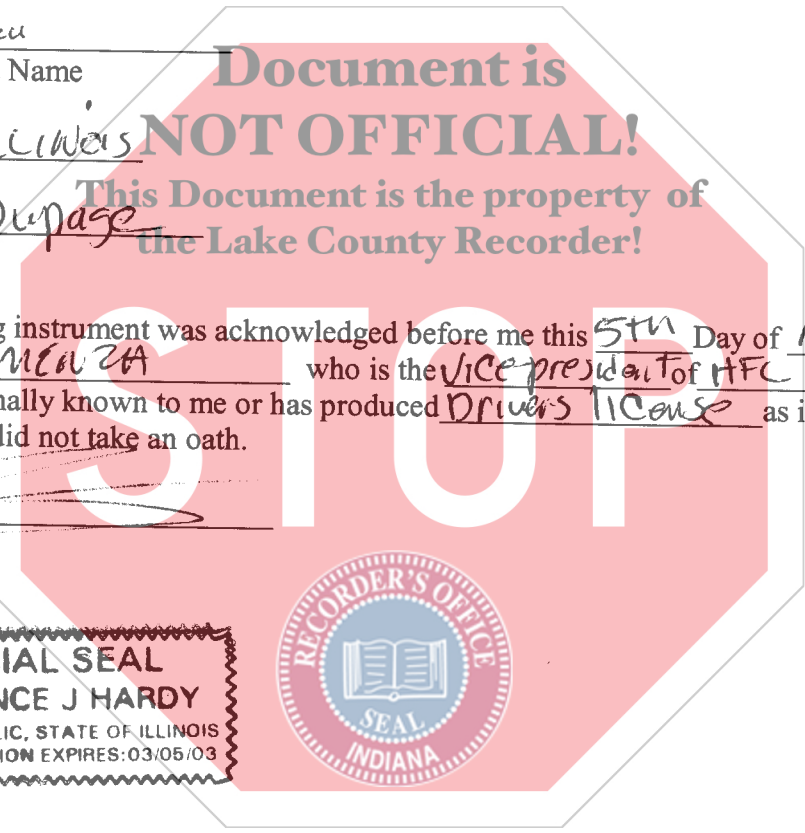 Name
Document is
LLINOIS NOT OFFICIAL!
This Document is the property of
Dupage
the Lake County Recorder!
g instrument was acknowledged before me this 5th Day of
MENZA who is the Vice president of HFC
nally known to me or has produced Drivers license as i
did not take an oath.
STOP
RECORDER'S OFFICE
SEAL
INDIANA
IAL SEAL
NCE J HARDY
LIC, STATE OF ILLINOIS
ION EXPIRES:03/05/03